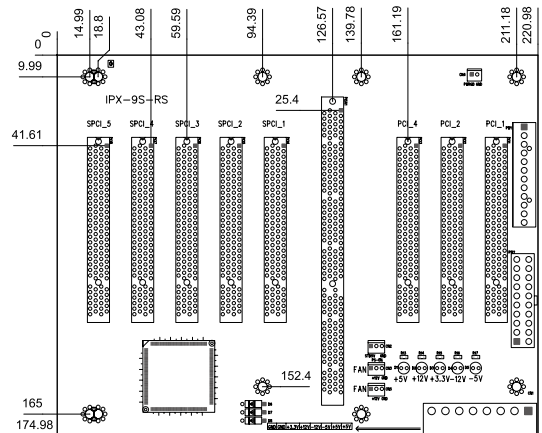 14.99
18.8
43.08
59.59
94.39
126.57
139.78
161.19
211.18
220.98
0
0
9.99
IPX-9S-RS
25.4
SPCI_5
SPCI_4
SPCI_3
SPCI_2
SPCI_1
PCI_4
PCI_2
PCI_1
41.61
FAN
FAN
+5V
+12V
+3.3V
-12V
-5V
152.4
165
174.98